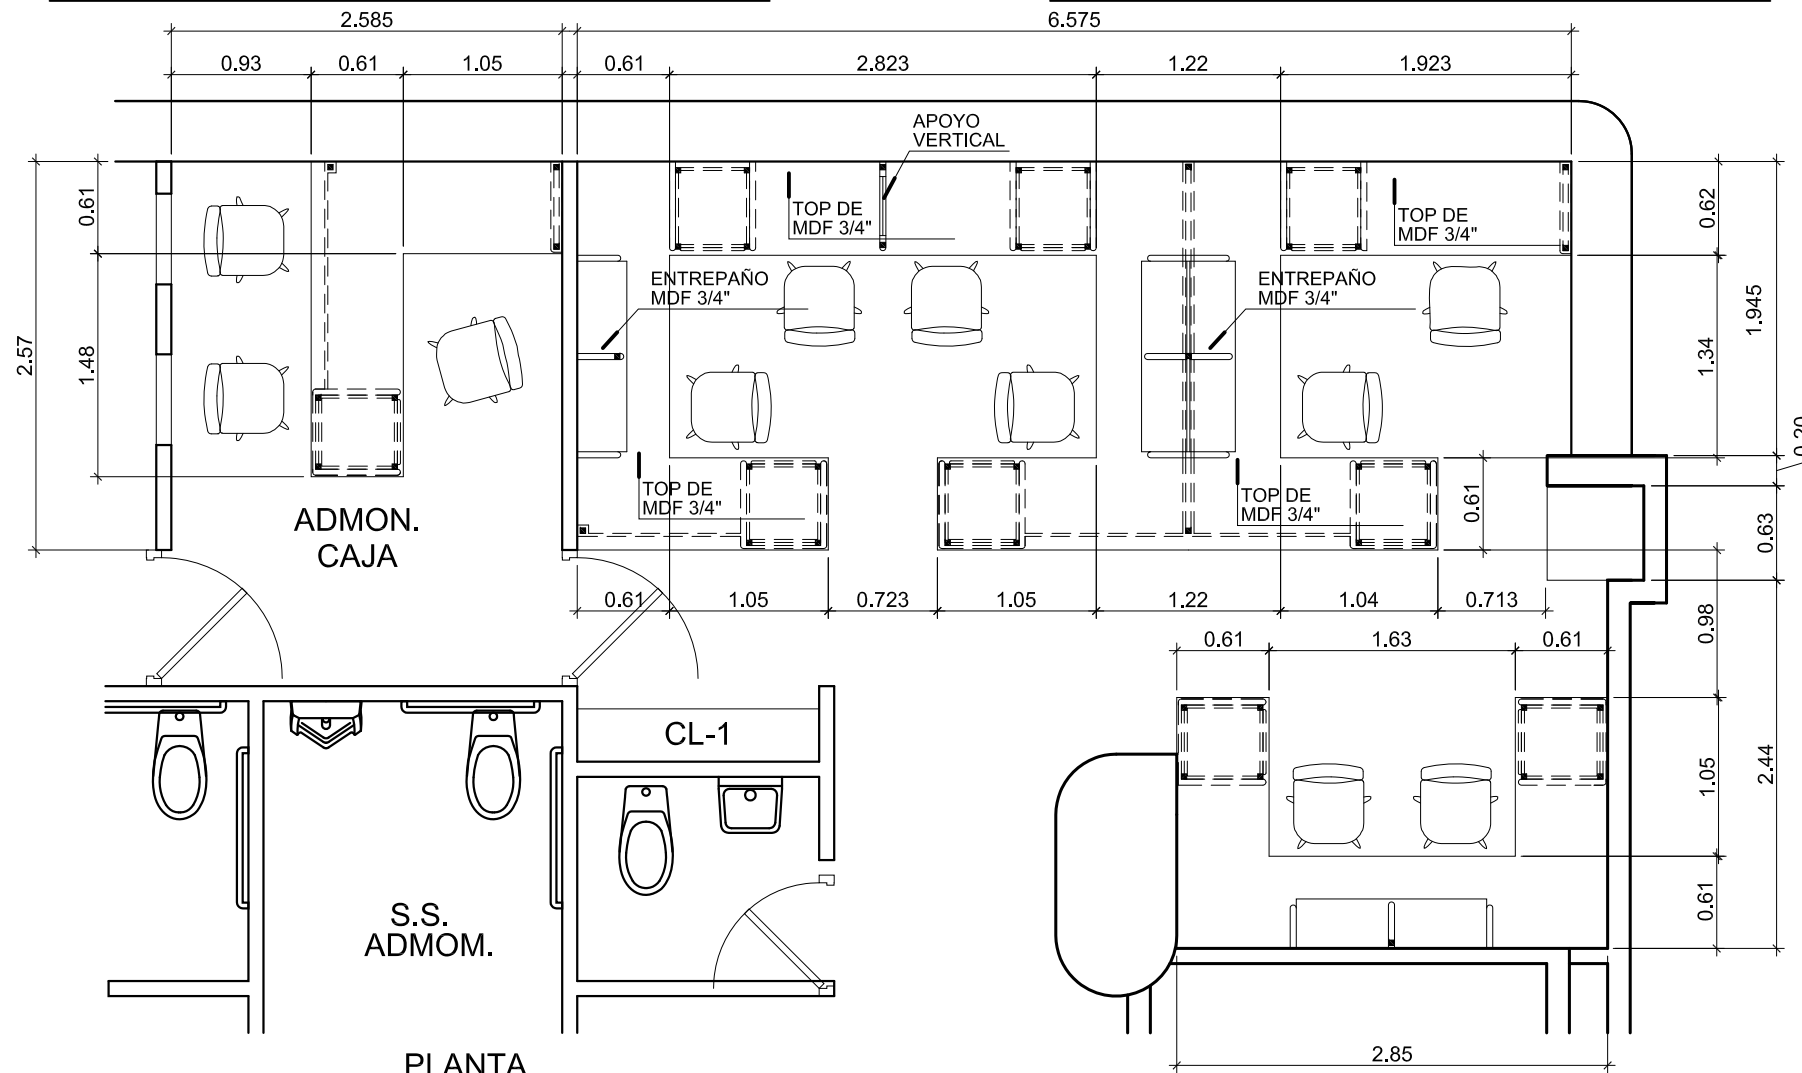 2.585
6.575
0.93
0.61
1.05
0.61
2.823
1.22
1.923
APOYO
VERTICAL
0.61
2.57
1.48
TOP DE
MDF 3/4"
TOP DE
MDF 3/4"
0.62
ENTREPAÑO
MDF 3/4"
ENTREPAÑO
MDF 3/4"
1.945
1.34
0.20
TOP DE
MDF 3/4"
TOP DE
MDF 3/4"
0.61
0.63
ADMON.
CAJA
0.61
1.05
0.723
1.05
1.22
1.04
0.713
0.98
0.61
1.63
0.61
CL-1
1.05
2.44
S.S.
ADMOM.
0.61
PLANTA
2.85